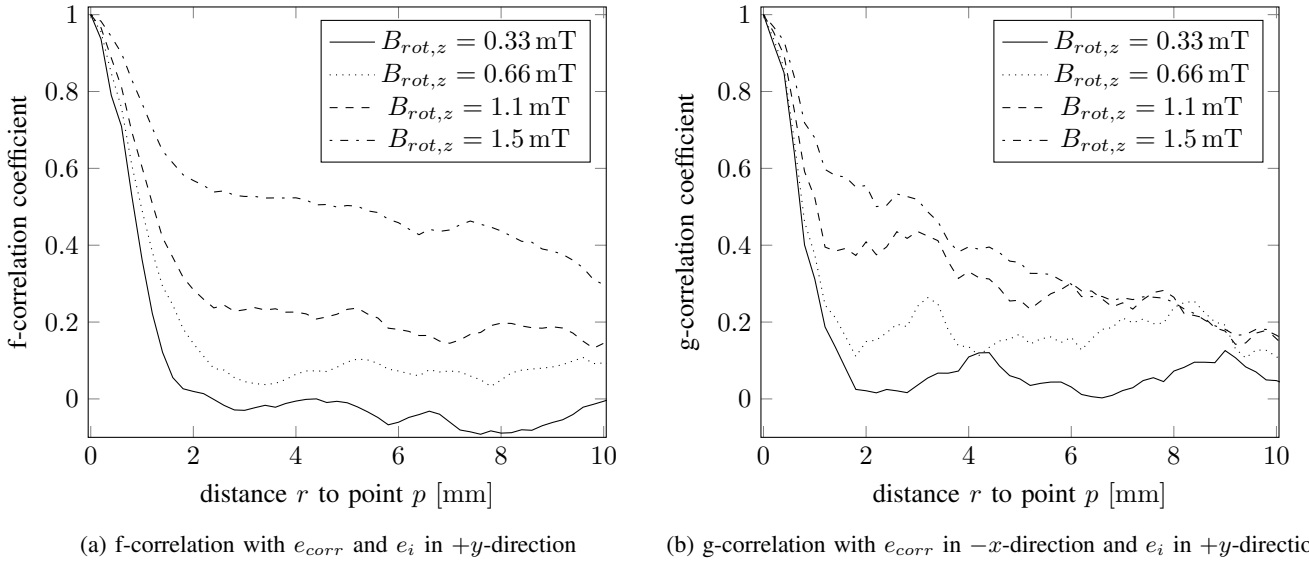 1
0.8
0.6
0.4
0.2
0
f-correlation coefficient
B_{rot,z} = 0.33 mT
B_{rot,z} = 0.66 mT
B_{rot,z} = 1.1 mT
B_{rot,z} = 1.5 mT
0 2 4 6 8 10
distance r to point p [mm]
(a) f-correlation with e_{corr} and e_i in +y-direction
1
0.8
0.6
0.4
0.2
0
g-correlation coefficient
B_{rot,z} = 0.33 mT
B_{rot,z} = 0.66 mT
B_{rot,z} = 1.1 mT
B_{rot,z} = 1.5 mT
0 2 4 6 8 10
distance r to point p [mm]
(b) g-correlation with e_{corr} in −x-direction and e_i in +y-directio